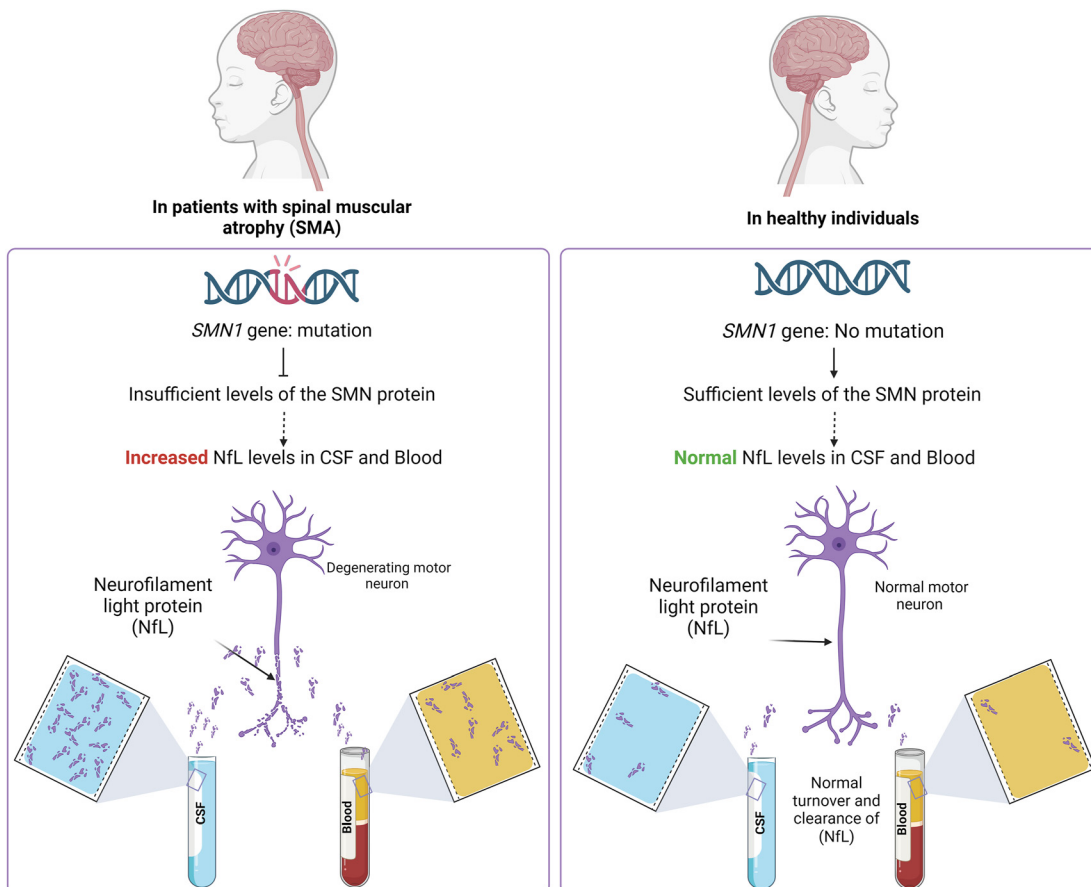 In patients with spinal muscular
atrophy (SMA)
SMN1 gene: mutation
Insufficient levels of the SMN protein
Increased NfL levels in CSF and Blood
Degenerating motor
neuron
Neurofilament
light protein
(NfL)
CSF
Blood
In healthy individuals
SMN1 gene: No mutation
Sufficient levels of the SMN protein
Normal NfL levels in CSF and Blood
Neurofilament
light protein
(NfL)
Normal motor
neuron
CSF
Normal
turnover and
clearance of
(NfL)
Blood